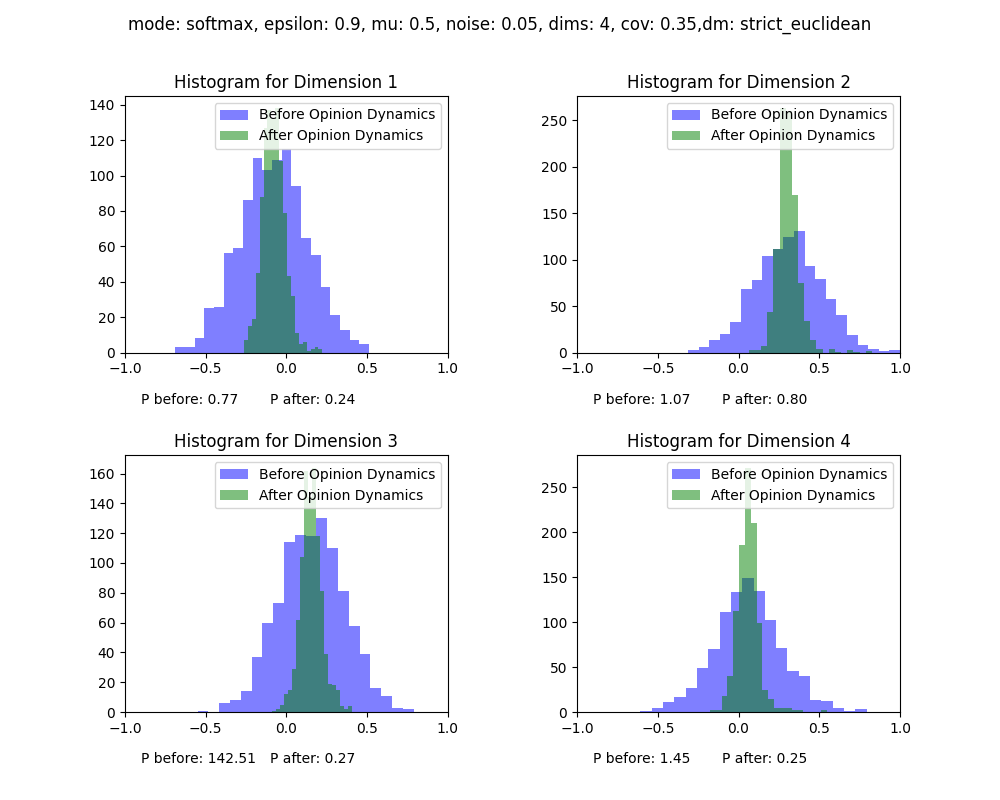 mode: softmax, epsilon: 0.9, mu: 0.5, noise: 0.05, dims: 4, cov: 0.35,dm: strict_euclidean
Histogram for Dimension 1
Before Opinion Dynamics
After Opinion Dynamics
140
120
100
80
60
40
20
0
−1.0 −0.5 0.0 0.5 1.0
P before: 0.77 P after: 0.24
Histogram for Dimension 2
Before Opinion Dynamics
After Opinion Dynamics
250
200
150
100
50
0
−1.0 −0.5 0.0 0.5 1.0
P before: 1.07 P after: 0.80
Histogram for Dimension 3
Before Opinion Dynamics
After Opinion Dynamics
160
140
120
100
80
60
40
20
0
−1.0 −0.5 0.0 0.5 1.0
P before: 142.51 P after: 0.27
Histogram for Dimension 4
Before Opinion Dynamics
After Opinion Dynamics
250
200
150
100
50
0
−1.0 −0.5 0.0 0.5 1.0
P before: 1.45 P after: 0.25